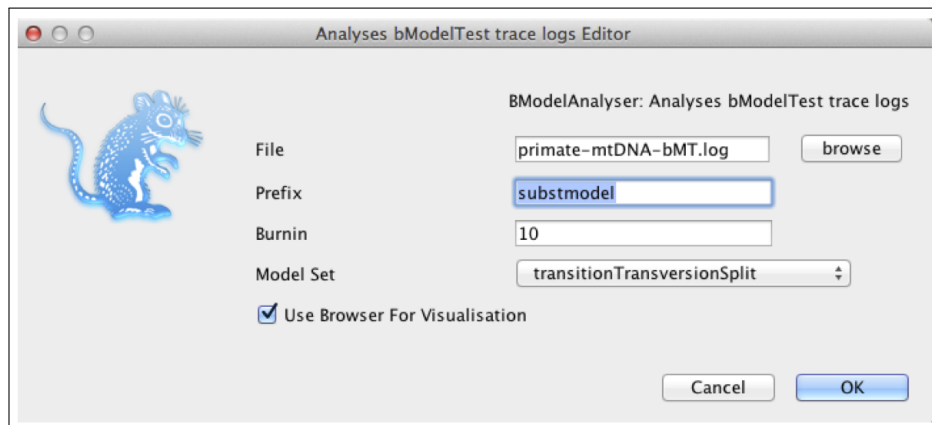 Analyses bModelTest trace logs Editor
BModelAnalyser: Analyses bModelTest trace logs
File primate-mtDNA-bMT.log browse
Prefix substmodel
Burnin 10
Model Set transitionTransversionSplit
Use Browser For Visualisation
Cancel OK